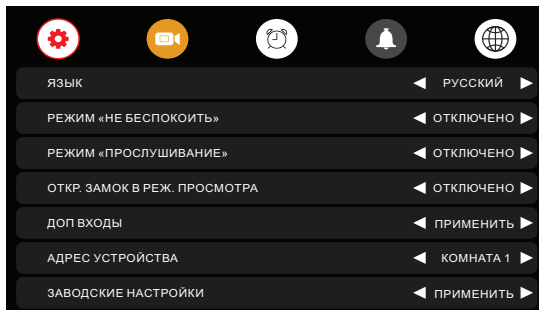 ЯЗЫК РУССКИЙ
РЕЖИМ «НЕ БЕСПОКОИТЬ» ОТКЛЮЧЕНО
РЕЖИМ «ПРОСЛУШИВАНИЕ» ОТКЛЮЧЕНО
ОТКР. ЗАМОК В РЕЖ. ПРОСМОТРА ОТКЛЮЧЕНО
ДОП ВХОДЫ ПРИМЕНИТЬ
АДРЕС УСТРОЙСТВА КОМНАТА 1
ЗАВОДСКИЕ НАСТРОЙКИ ПРИМЕНИТЬ